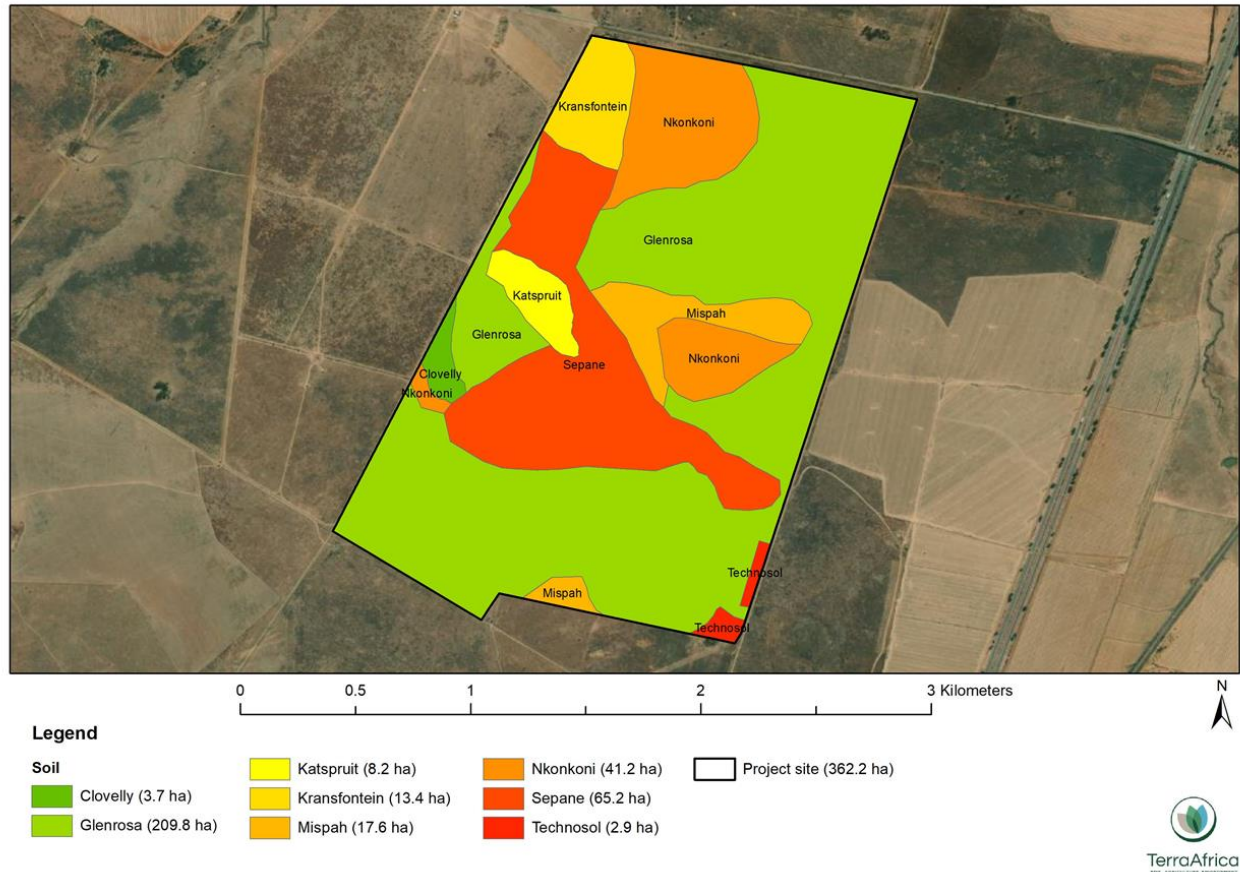 Kransfontein
Nkonkoni
Glenrosa
Katspruit
Mispah
Glenrosa
Nkonkoni
Sepane
Clovelly
Nkonkoni
Technosol
Mispah
Technosol
0 0.5 1 2 3 Kilometers
N
Legend
Soil
Clovelly (3.7 ha)
Glenrosa (209.8 ha)
Katspruit (8.2 ha)
Kransfontein (13.4 ha)
Mispah (17.6 ha)
Nkonkoni (41.2 ha)
Sepane (65.2 ha)
Technosol (2.9 ha)
Project site (362.2 ha)
TerraAfrica